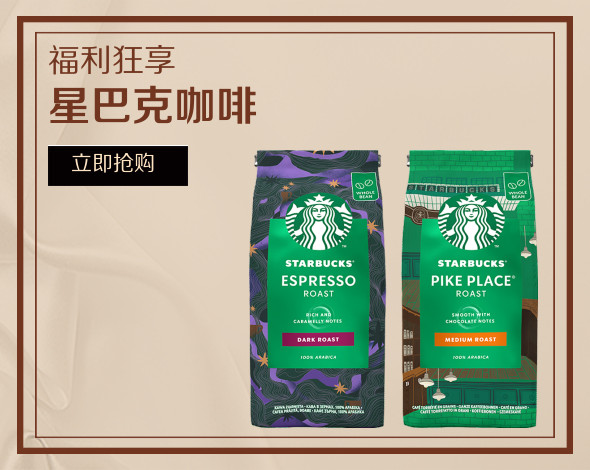 福利狂享
星巴克咖啡
立即抢购
WHOLE
BEAN
STARBUCKS®
ESPRESSO
ROAST
RICH AND
CARAMELLY NOTES
DARK ROAST
100% ARABICA
STARBUCKS
WHOLE
BEAN
STARBUCKS®
PIKE PLACE®
ROAST
SMOOTH WITH
CHOCOLATE NOTES
MEDIUM ROAST
100% ARABICA